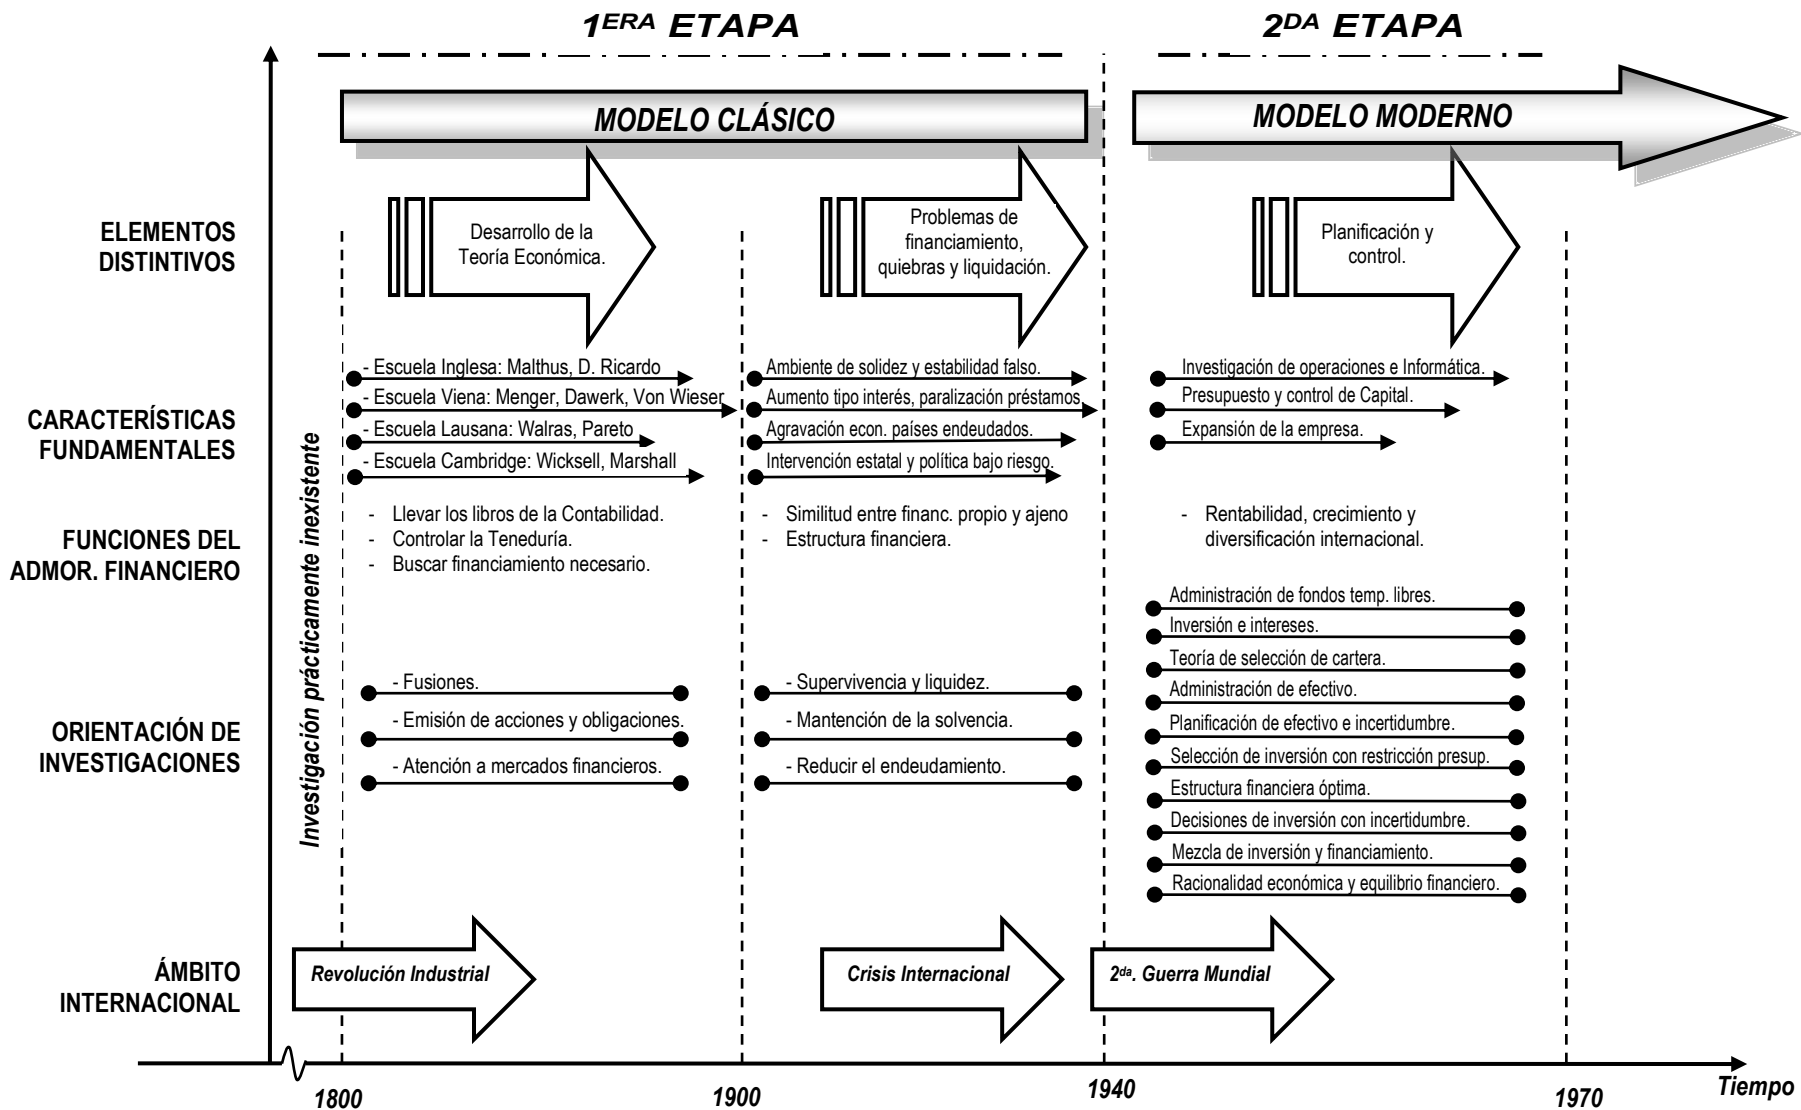 1ERA ETAPA
2DA ETAPA
MODELO CLÁSICO
MODELO MODERNO
ELEMENTOS
DISTINTIVOS
Desarrollo de la
Teoría Económica.
Problemas de
financiamiento,
quiebras y liquidación.
Planificación y
control.
CARACTERÍSTICAS
FUNDAMENTALES
- Escuela Inglesa: Malthus, D. Ricardo
- Escuela Viena: Menger, Dawerk, Von Wieser
- Escuela Lausana: Walras, Pareto
- Escuela Cambridge: Wicksell, Marshall
Ambiente de solidez y estabilidad falso.
Aumento tipo interés, paralización préstamos
Agravación econ. países endeudados.
Intervención estatal y política bajo riesgo.
Investigación de operaciones e Informática.
Presupuesto y control de Capital.
Expansión de la empresa.
Investigación prácticamente inexistente
FUNCIONES DEL
ADMOR. FINANCIERO
- Llevar los libros de la Contabilidad.
- Controlar la Teneduría.
- Buscar financiamiento necesario.
- Similitud entre financ. propio y ajeno
- Estructura financiera.
- Rentabilidad, crecimiento y
diversificación internacional.
ORIENTACIÓN DE
INVESTIGACIONES
- Fusiones.
- Emisión de acciones y obligaciones.
- Atención a mercados financieros.
- Supervivencia y liquidez.
- Mantención de la solvencia.
- Reducir el endeudamiento.
Administración de fondos temp. libres.
Inversión e intereses.
Teoría de selección de cartera.
Administración de efectivo.
Planificación de efectivo e incertidumbre.
Selección de inversión con restricción presup.
Estructura financiera óptima.
Decisiones de inversión con incertidumbre.
Mezcla de inversión y financiamiento.
Racionalidad económica y equilibrio financiero.
ÁMBITO
INTERNACIONAL
Revolución Industrial
Crisis Internacional
2da. Guerra Mundial
1800
1900
1940
1970
Tiempo